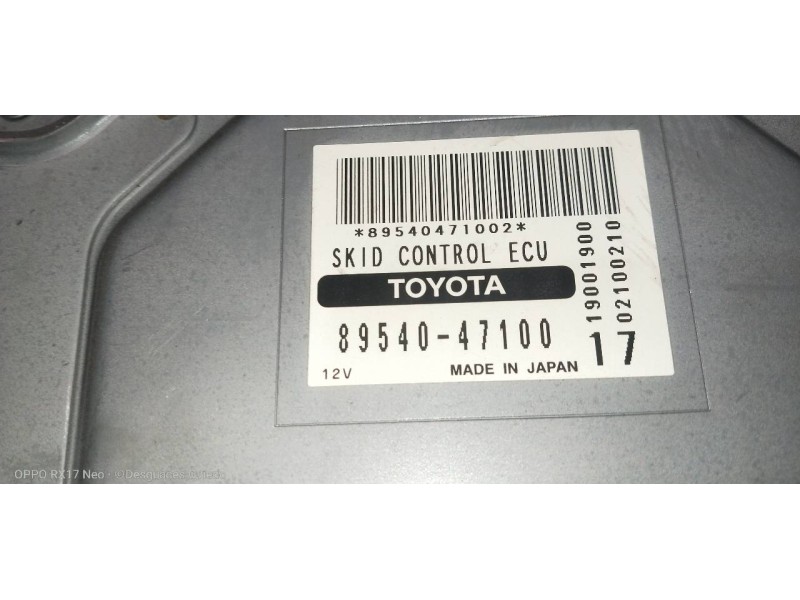 *89540471002*
SKID CONTROL ECU
TOYOTA
89540-47100
12V MADE IN JAPAN
17
19001900
02100210
OPPO RX17 Neo